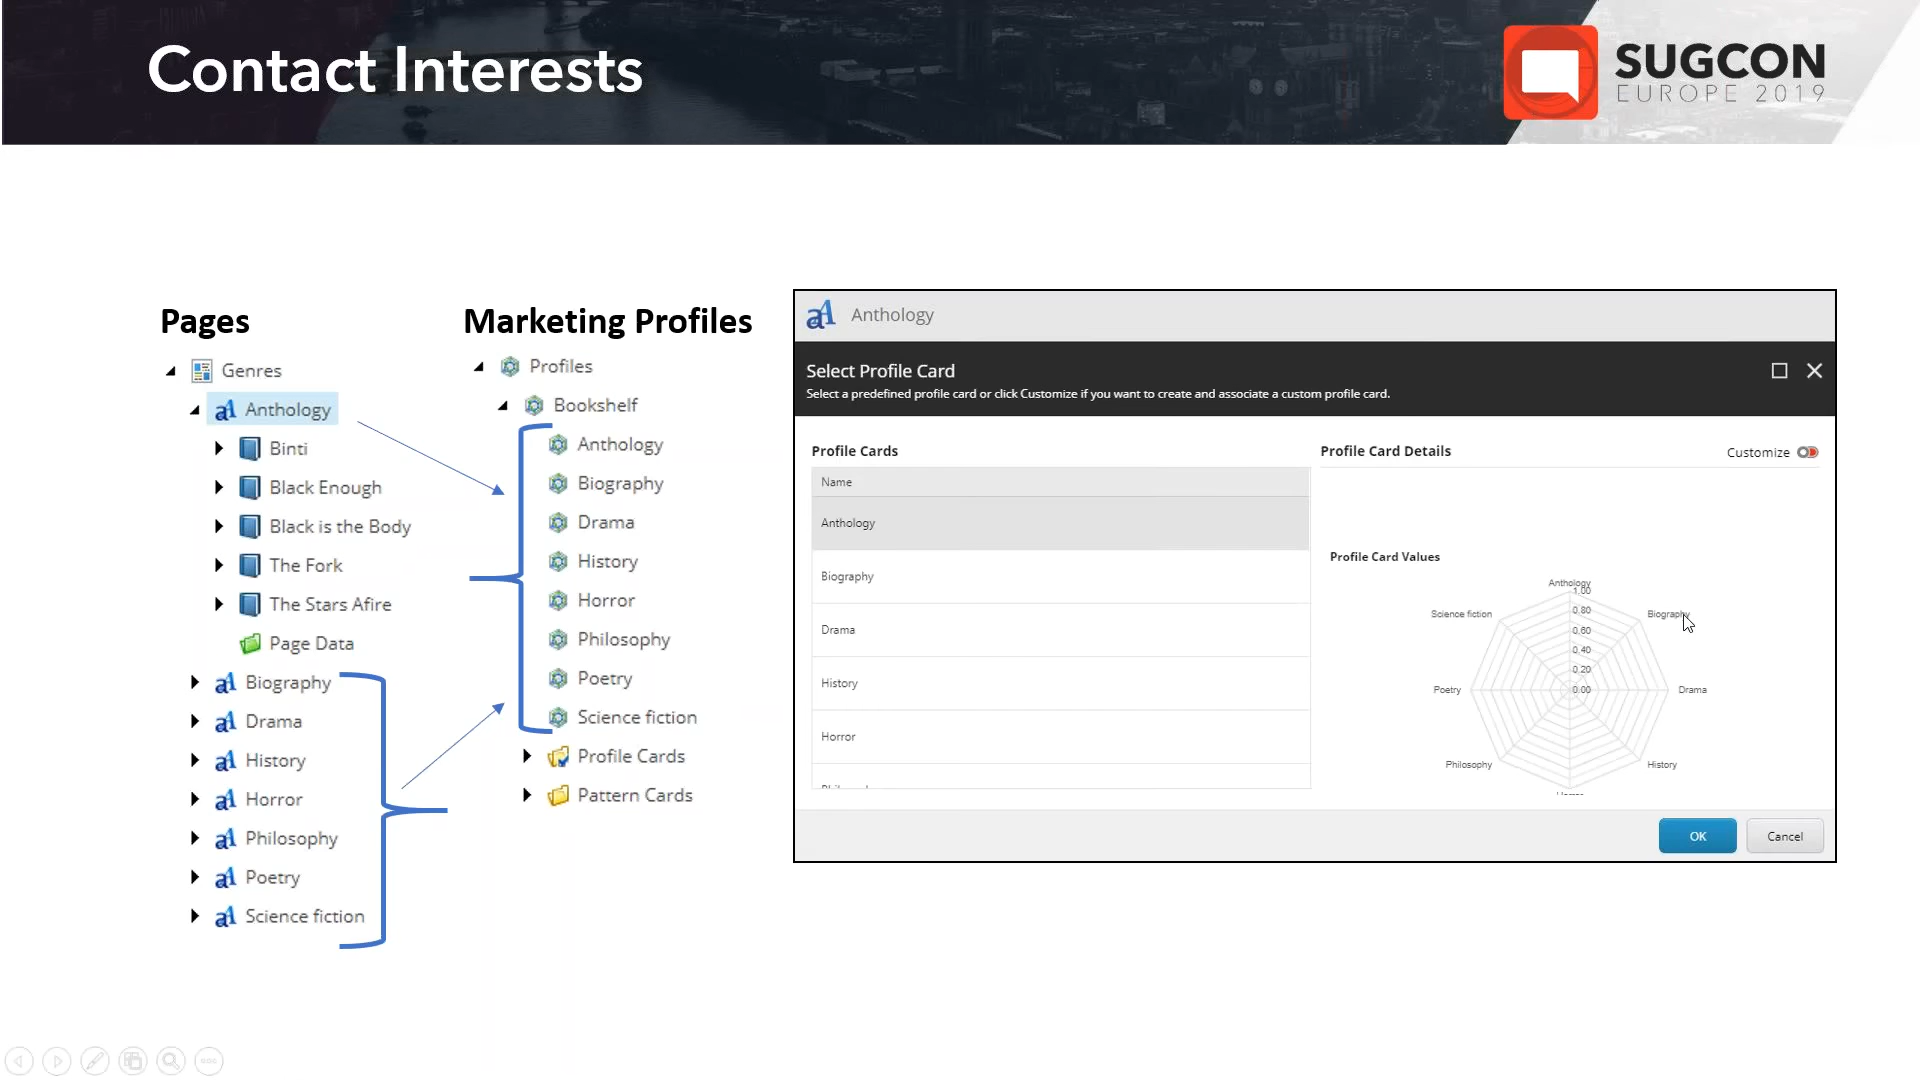 Contact Interests
SUGCON
EUROPE 2019
Pages
Genres
Anthology
Binti
Black Enough
Black is the Body
The Fork
The Stars Afire
Page Data
Biography
Drama
History
Horror
Philosophy
Poetry
Science fiction
Marketing Profiles
Profiles
Bookshelf
Anthology
Biography
Drama
History
Horror
Philosophy
Poetry
Science fiction
Profile Cards
Pattern Cards
Anthology
Select Profile Card
Select a predefined profile card or click Customize if you want to create and associate a custom profile card.
Profile Cards
Name
Anthology
Biography
Drama
History
Horror
Profile Card Details
Customize
Profile Card Values
Anthology
1.00
Science fiction
0.80
Biography
0.60
0.40
0.20
Poetry
0.00
Drama
Philosophy
History
OK
Cancel